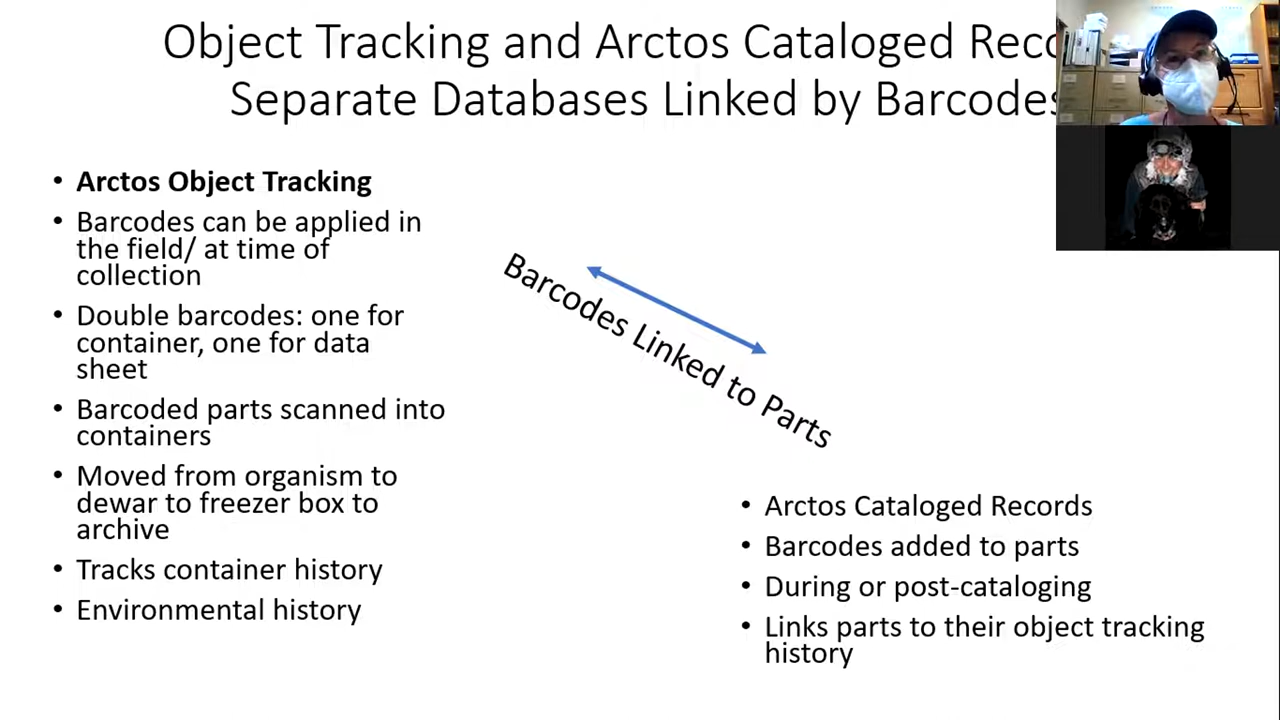 Object Tracking and Arctos Cataloged
Separate Databases Linked by Barcodes
• Arctos Object Tracking
• Barcodes can be applied in
the field/ at time of
collection
• Double barcodes: one for
container, one for data
sheet
• Barcoded parts scanned into
containers
• Moved from organism to
dewar to freezer box to
archive
• Tracks container history
• Environmental history
Barcodes Linked to Parts
• Arctos Cataloged Records
• Barcodes added to parts
• During or post-cataloging
• Links parts to their object tracking
history